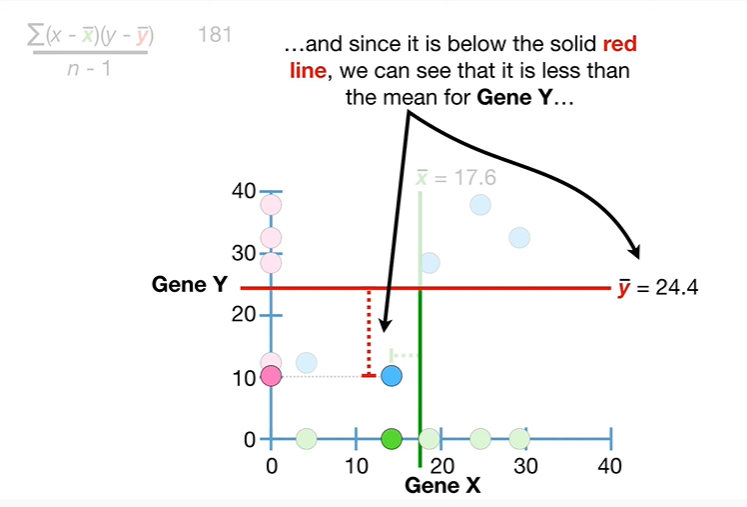 ∑(x - x̄)(y - ȳ)
n - 1
181
...and since it is below the solid red
line, we can see that it is less than
the mean for Gene Y...
x̄ = 17.6
40
30
Gene Y
ȳ = 24.4
20
10
0
0 10 20 30 40
Gene X